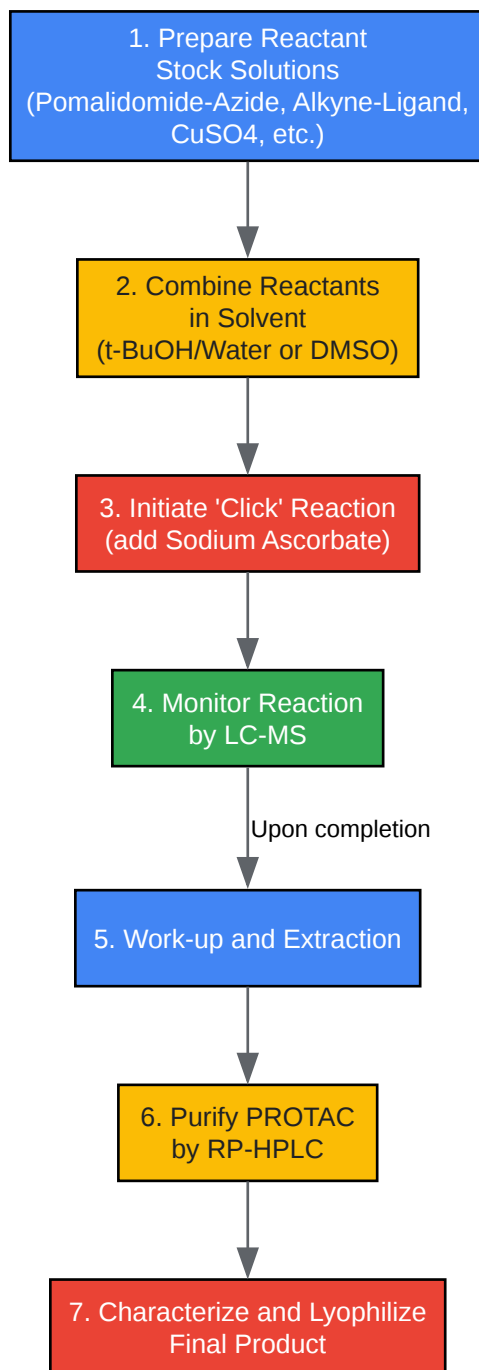 1. Prepare Reactant
Stock Solutions
(Pomalidomide-Azide, Alkyne-Ligand,
CuSO4, etc.)
2. Combine Reactants
in Solvent
(t-BuOH/Water or DMSO)
3. Initiate 'Click' Reaction
(add Sodium Ascorbate)
4. Monitor Reaction
by LC-MS
Upon completion
5. Work-up and Extraction
6. Purify PROTAC
by RP-HPLC
7. Characterize and Lyophilize
Final Product